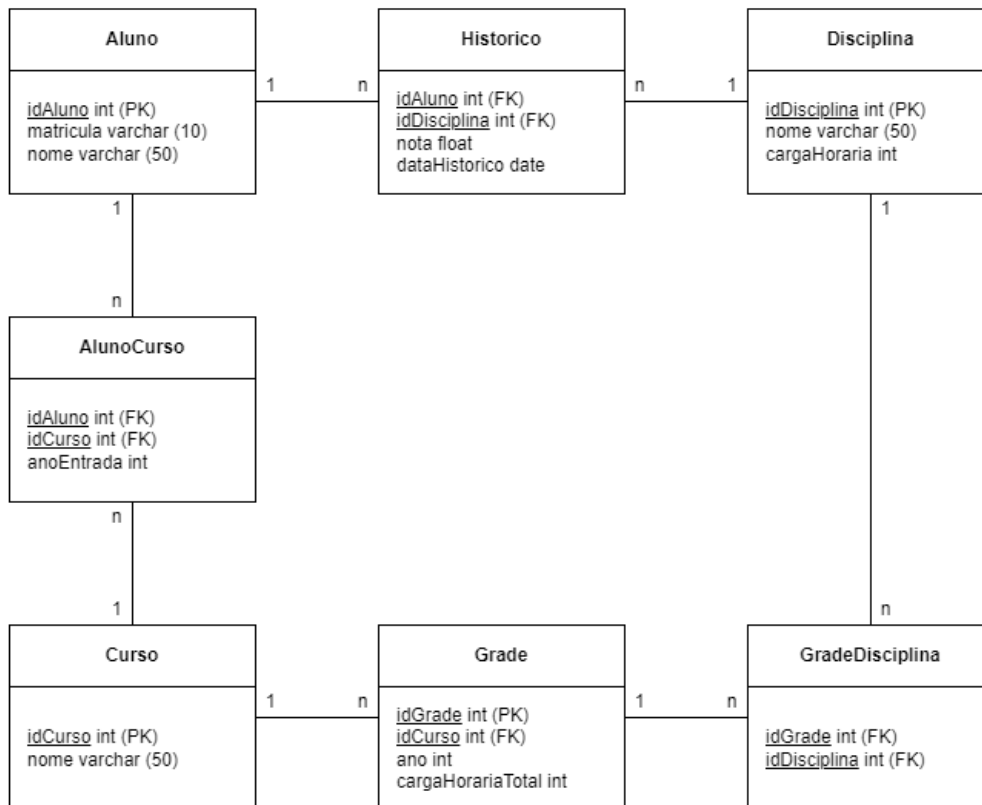 Aluno
idAluno int (PK)
matricula varchar (10)
nome varchar (50)
1
n
Historico
idAluno int (FK)
idDisciplina int (FK)
nota float
dataHistorico date
n
1
Disciplina
idDisciplina int (PK)
nome varchar (50)
cargaHoraria int
1
n
AlunoCurso
idAluno int (FK)
idCurso int (FK)
anoEntrada int
n
1
1
n
Curso
idCurso int (PK)
nome varchar (50)
1
n
Grade
idGrade int (PK)
idCurso int (FK)
ano int
cargaHorariaTotal int
1
n
GradeDisciplina
idGrade int (FK)
idDisciplina int (FK)